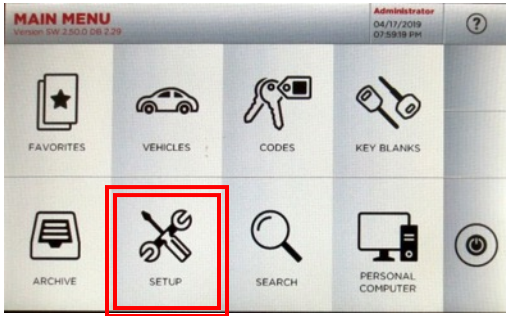 MAIN MENU
Version SW 2.50.0 DB 2.29
Administrator
04/17/2019
07:59:19 PM
?
FAVORITES
VEHICLES
CODES
KEY BLANKS
ARCHIVE
SETUP
SEARCH
PERSONAL
COMPUTER